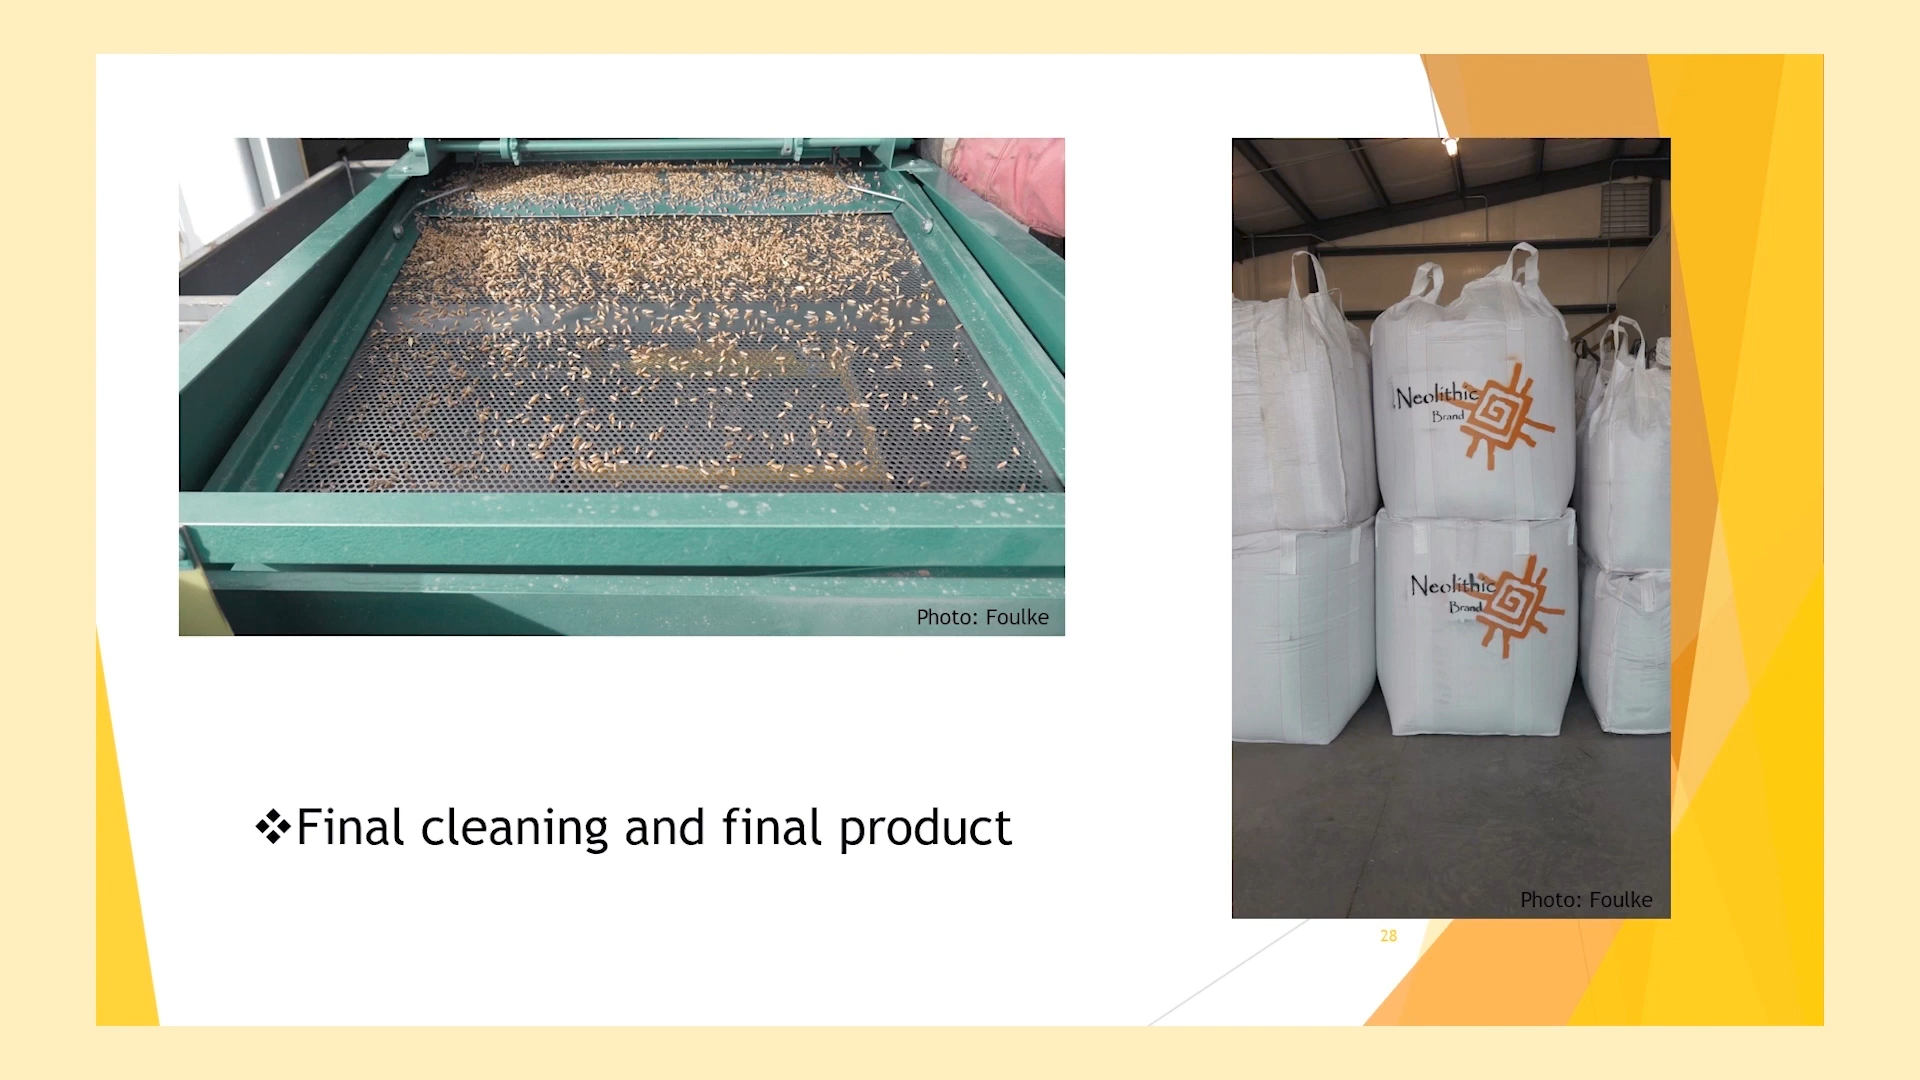 Photo: Foulke
Neolithic
Brand
Neolithic
Brand
Photo: Foulke
❖Final cleaning and final product
28